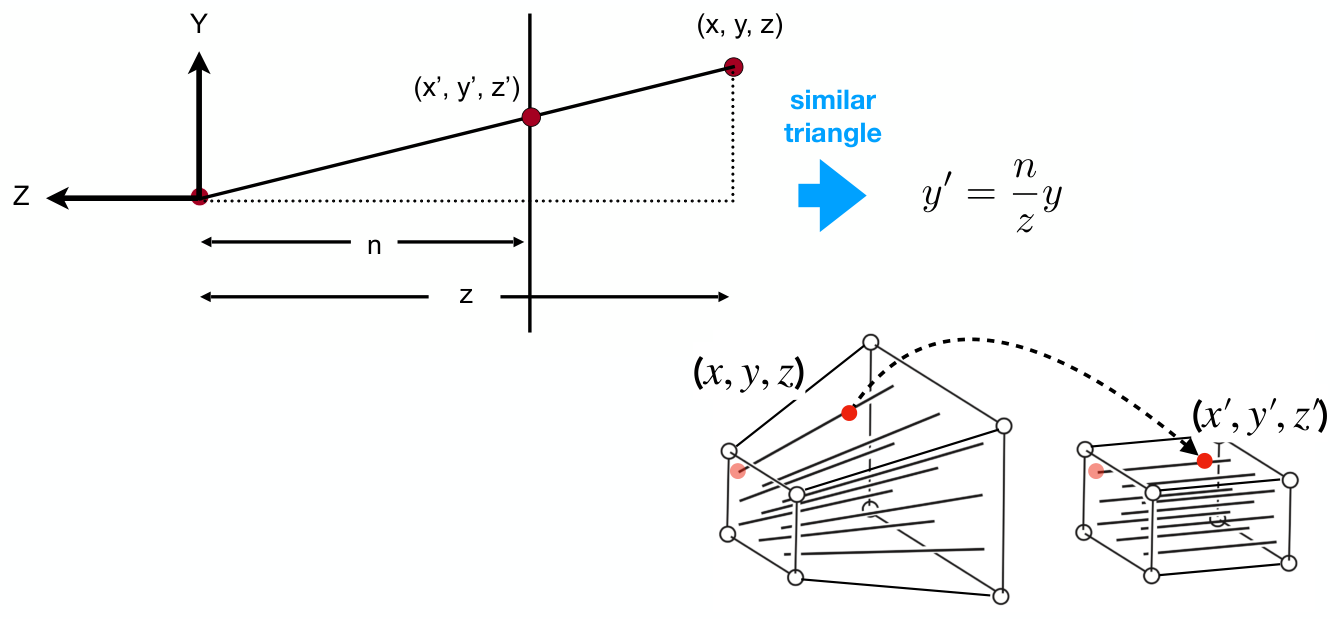 Y
(x, y, z)
(x’, y’, z’)
Z
n
z
similar
triangle
y′ = n/z y
(x, y, z)
(x′, y′, z′)